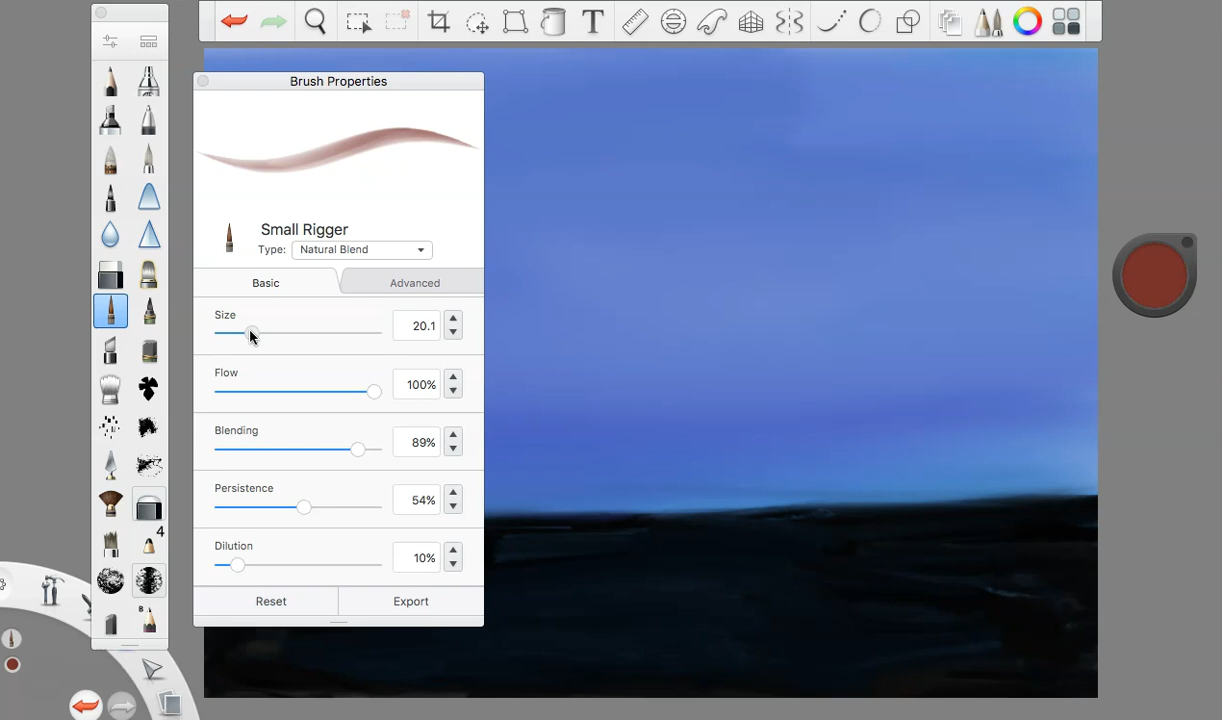 T
Brush Properties
Small Rigger
Type: Natural Blend
Basic Advanced
Size
20.1
Flow
100%
Blending
89%
Persistence
54%
Dilution
10%
Reset Export
4
B